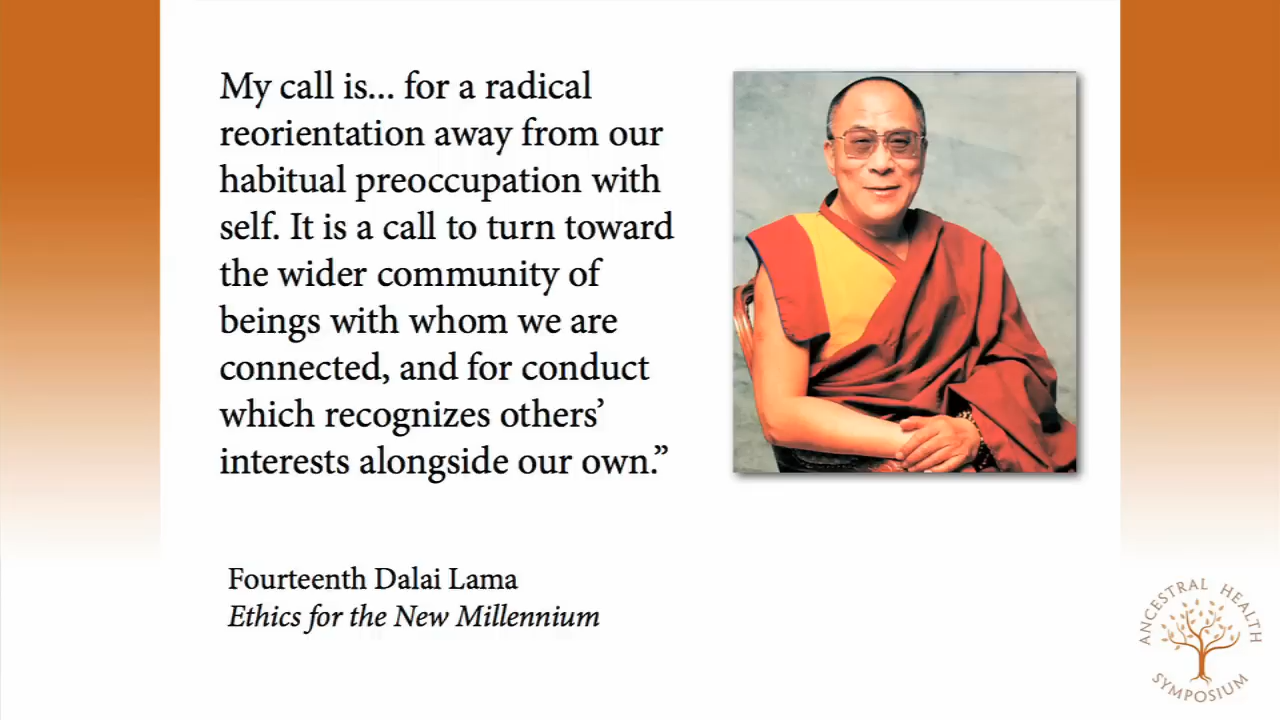 My call is... for a radical
reorientation away from our
habitual preoccupation with
self. It is a call to turn toward
the wider community of
beings with whom we are
connected, and for conduct
which recognizes others’
interests alongside our own.”
Fourteenth Dalai Lama
Ethics for the New Millennium
ANCESTRAL HEALTH
SYMPOSIUM